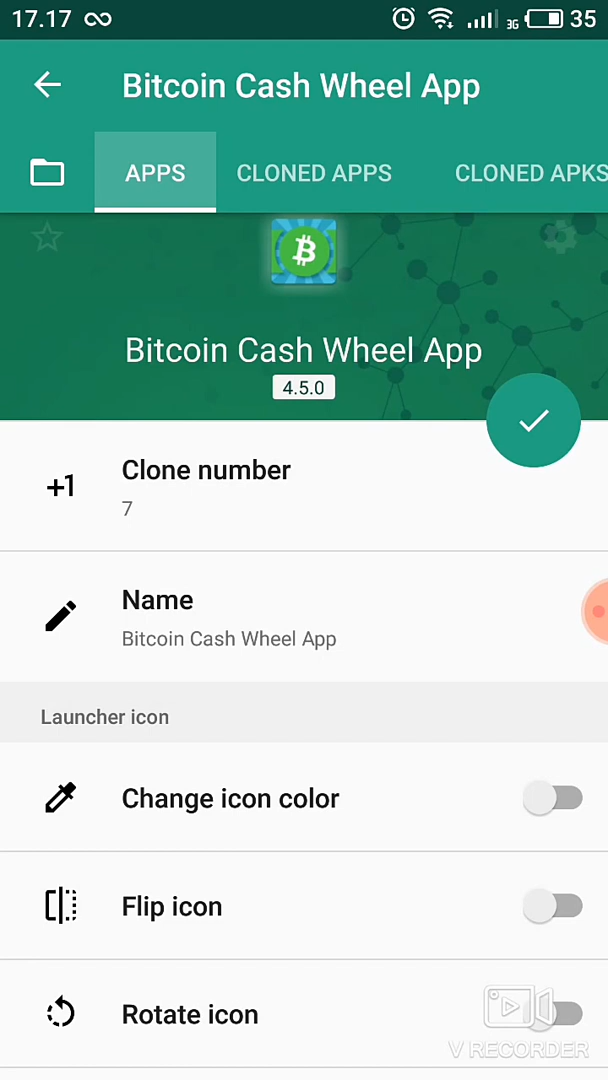 17.17 3G 35
Bitcoin Cash Wheel App
APPS CLONED APPS CLONED APKS
Bitcoin Cash Wheel App
4.5.0
+1 Clone number
7
Name
Bitcoin Cash Wheel App
Launcher icon
Change icon color
Flip icon
Rotate icon
V RECORDER